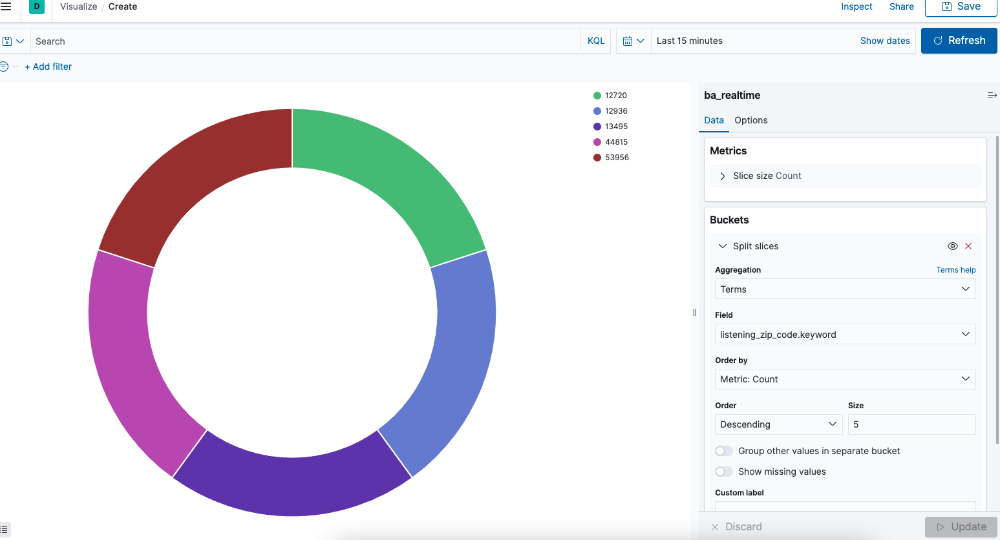 D Visualize / Create Inspect Share Save
Search KQL Last 15 minutes Show dates Refresh
+ Add filter
12720
12936
13495
44815
53956
ba_realtime
Data Options
Metrics
Slice size Count
Buckets
Split slices
Aggregation Terms help
Terms
Field
listening_zip_code.keyword
Order by
Metric: Count
Order Size
Descending 5
Group other values in separate bucket
Show missing values
Custom label
Discard Update